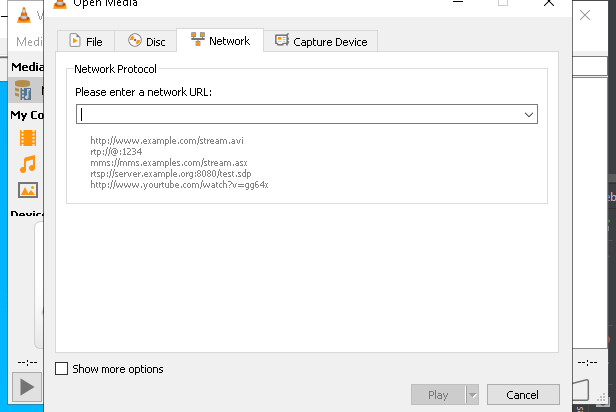 Open Media
V
Medi
File
Disc
Network
Capture Device
Media
Network Protocol
Please enter a network URL:
My Co
http://www.example.com/stream.avi
rtp://@:1234
mms://mms.examples.com/stream.asx
rtsp://server.example.org:8080/test.sdp
http://www.yourtube.com/watch?v=gg64x
Device
--:--
--:--
Show more options
Play
Cancel